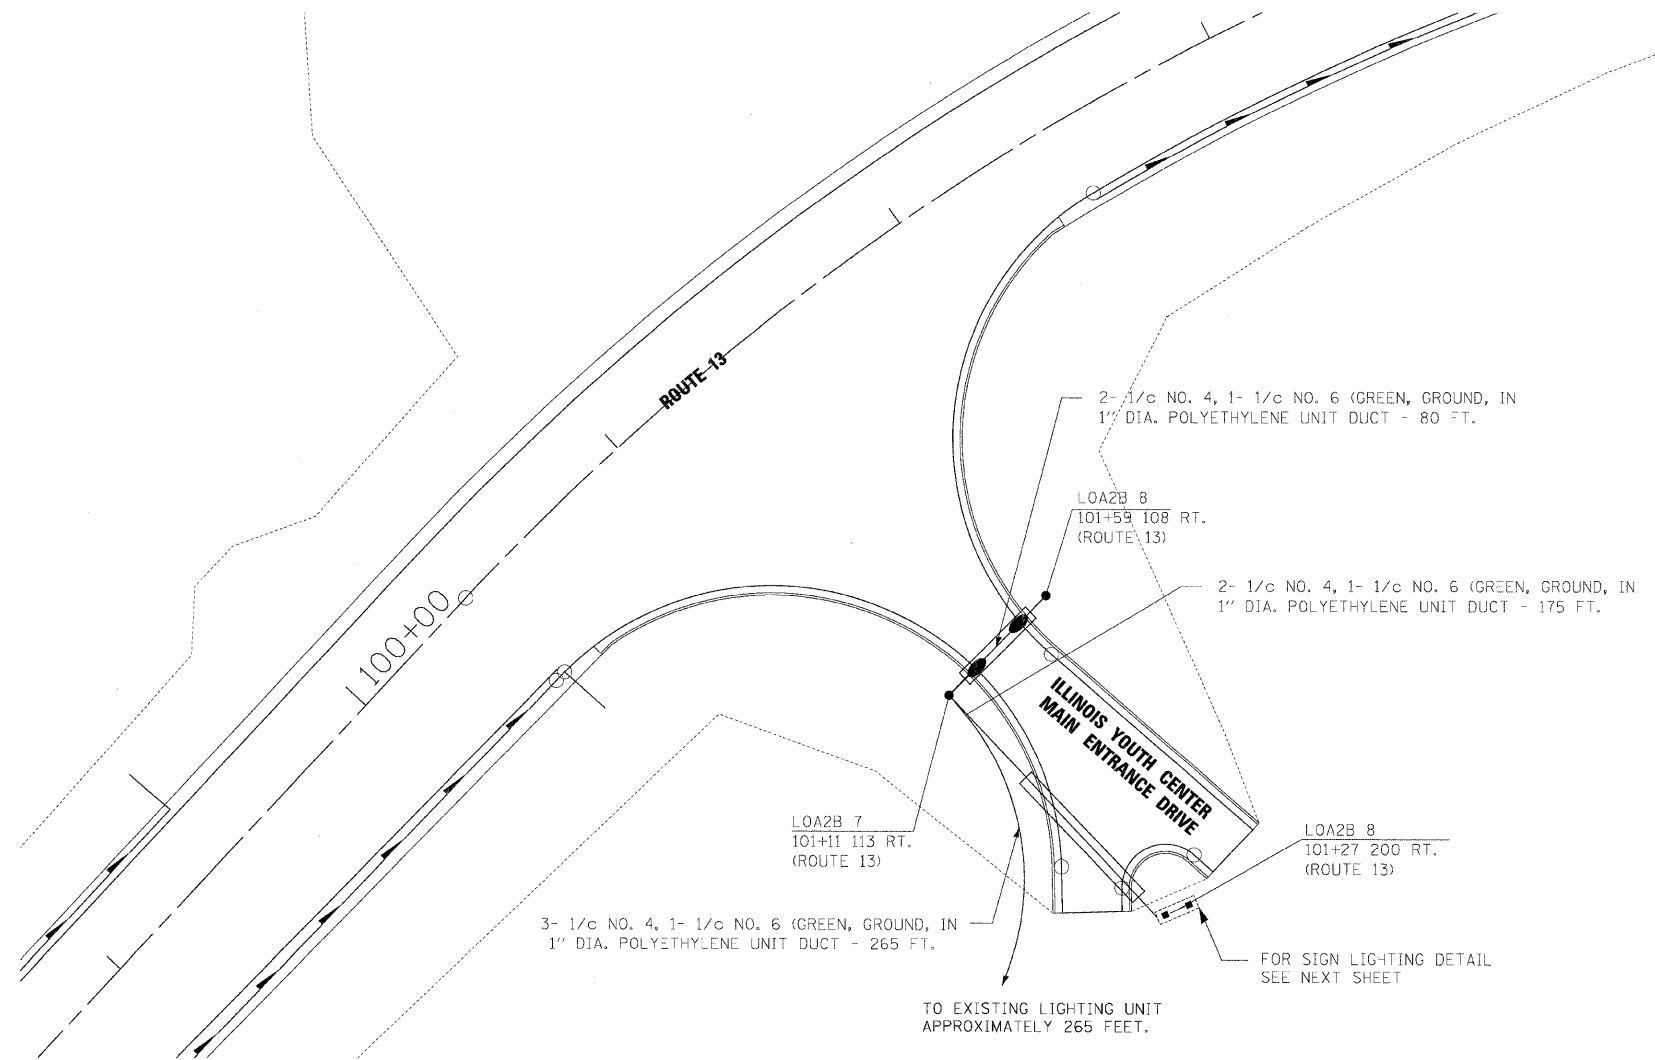 ROUTE 13
2- 1/c NO. 4, 1- 1/c NO. 6 (GREEN, GROUND, IN
1" DIA. POLYETHYLENE UNIT DUCT - 80 FT.
LOA2B 8
101+59 108 RT.
(ROUTE 13)
2- 1/c NO. 4, 1- 1/c NO. 6 (GREEN, GROUND, IN
1" DIA. POLYETHYLENE UNIT DUCT - 175 FT.
100+00
ILLINOIS YOUTH CENTER
MAIN ENTRANCE DRIVE
LOA2B 7
101+11 113 RT.
(ROUTE 13)
LOA2B 8
101+27 200 RT.
(ROUTE 13)
3- 1/c NO. 4, 1- 1/c NO. 6 (GREEN, GROUND, IN
1" DIA. POLYETHYLENE UNIT DUCT - 265 FT.
FOR SIGN LIGHTING DETAIL
SEE NEXT SHEET
TO EXISTING LIGHTING UNIT
APPROXIMATELY 265 FEET.